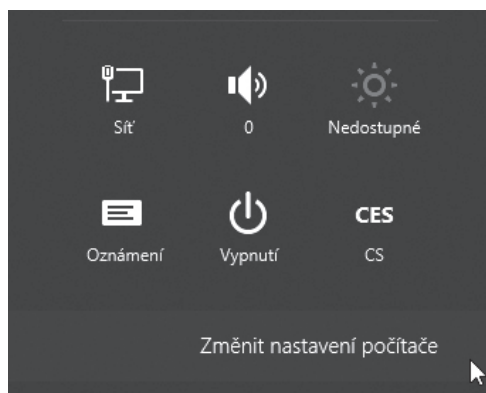 Síť
0
Nedostupné
CES
Oznámení
Vypnutí
CS
Změnit nastavení počítače